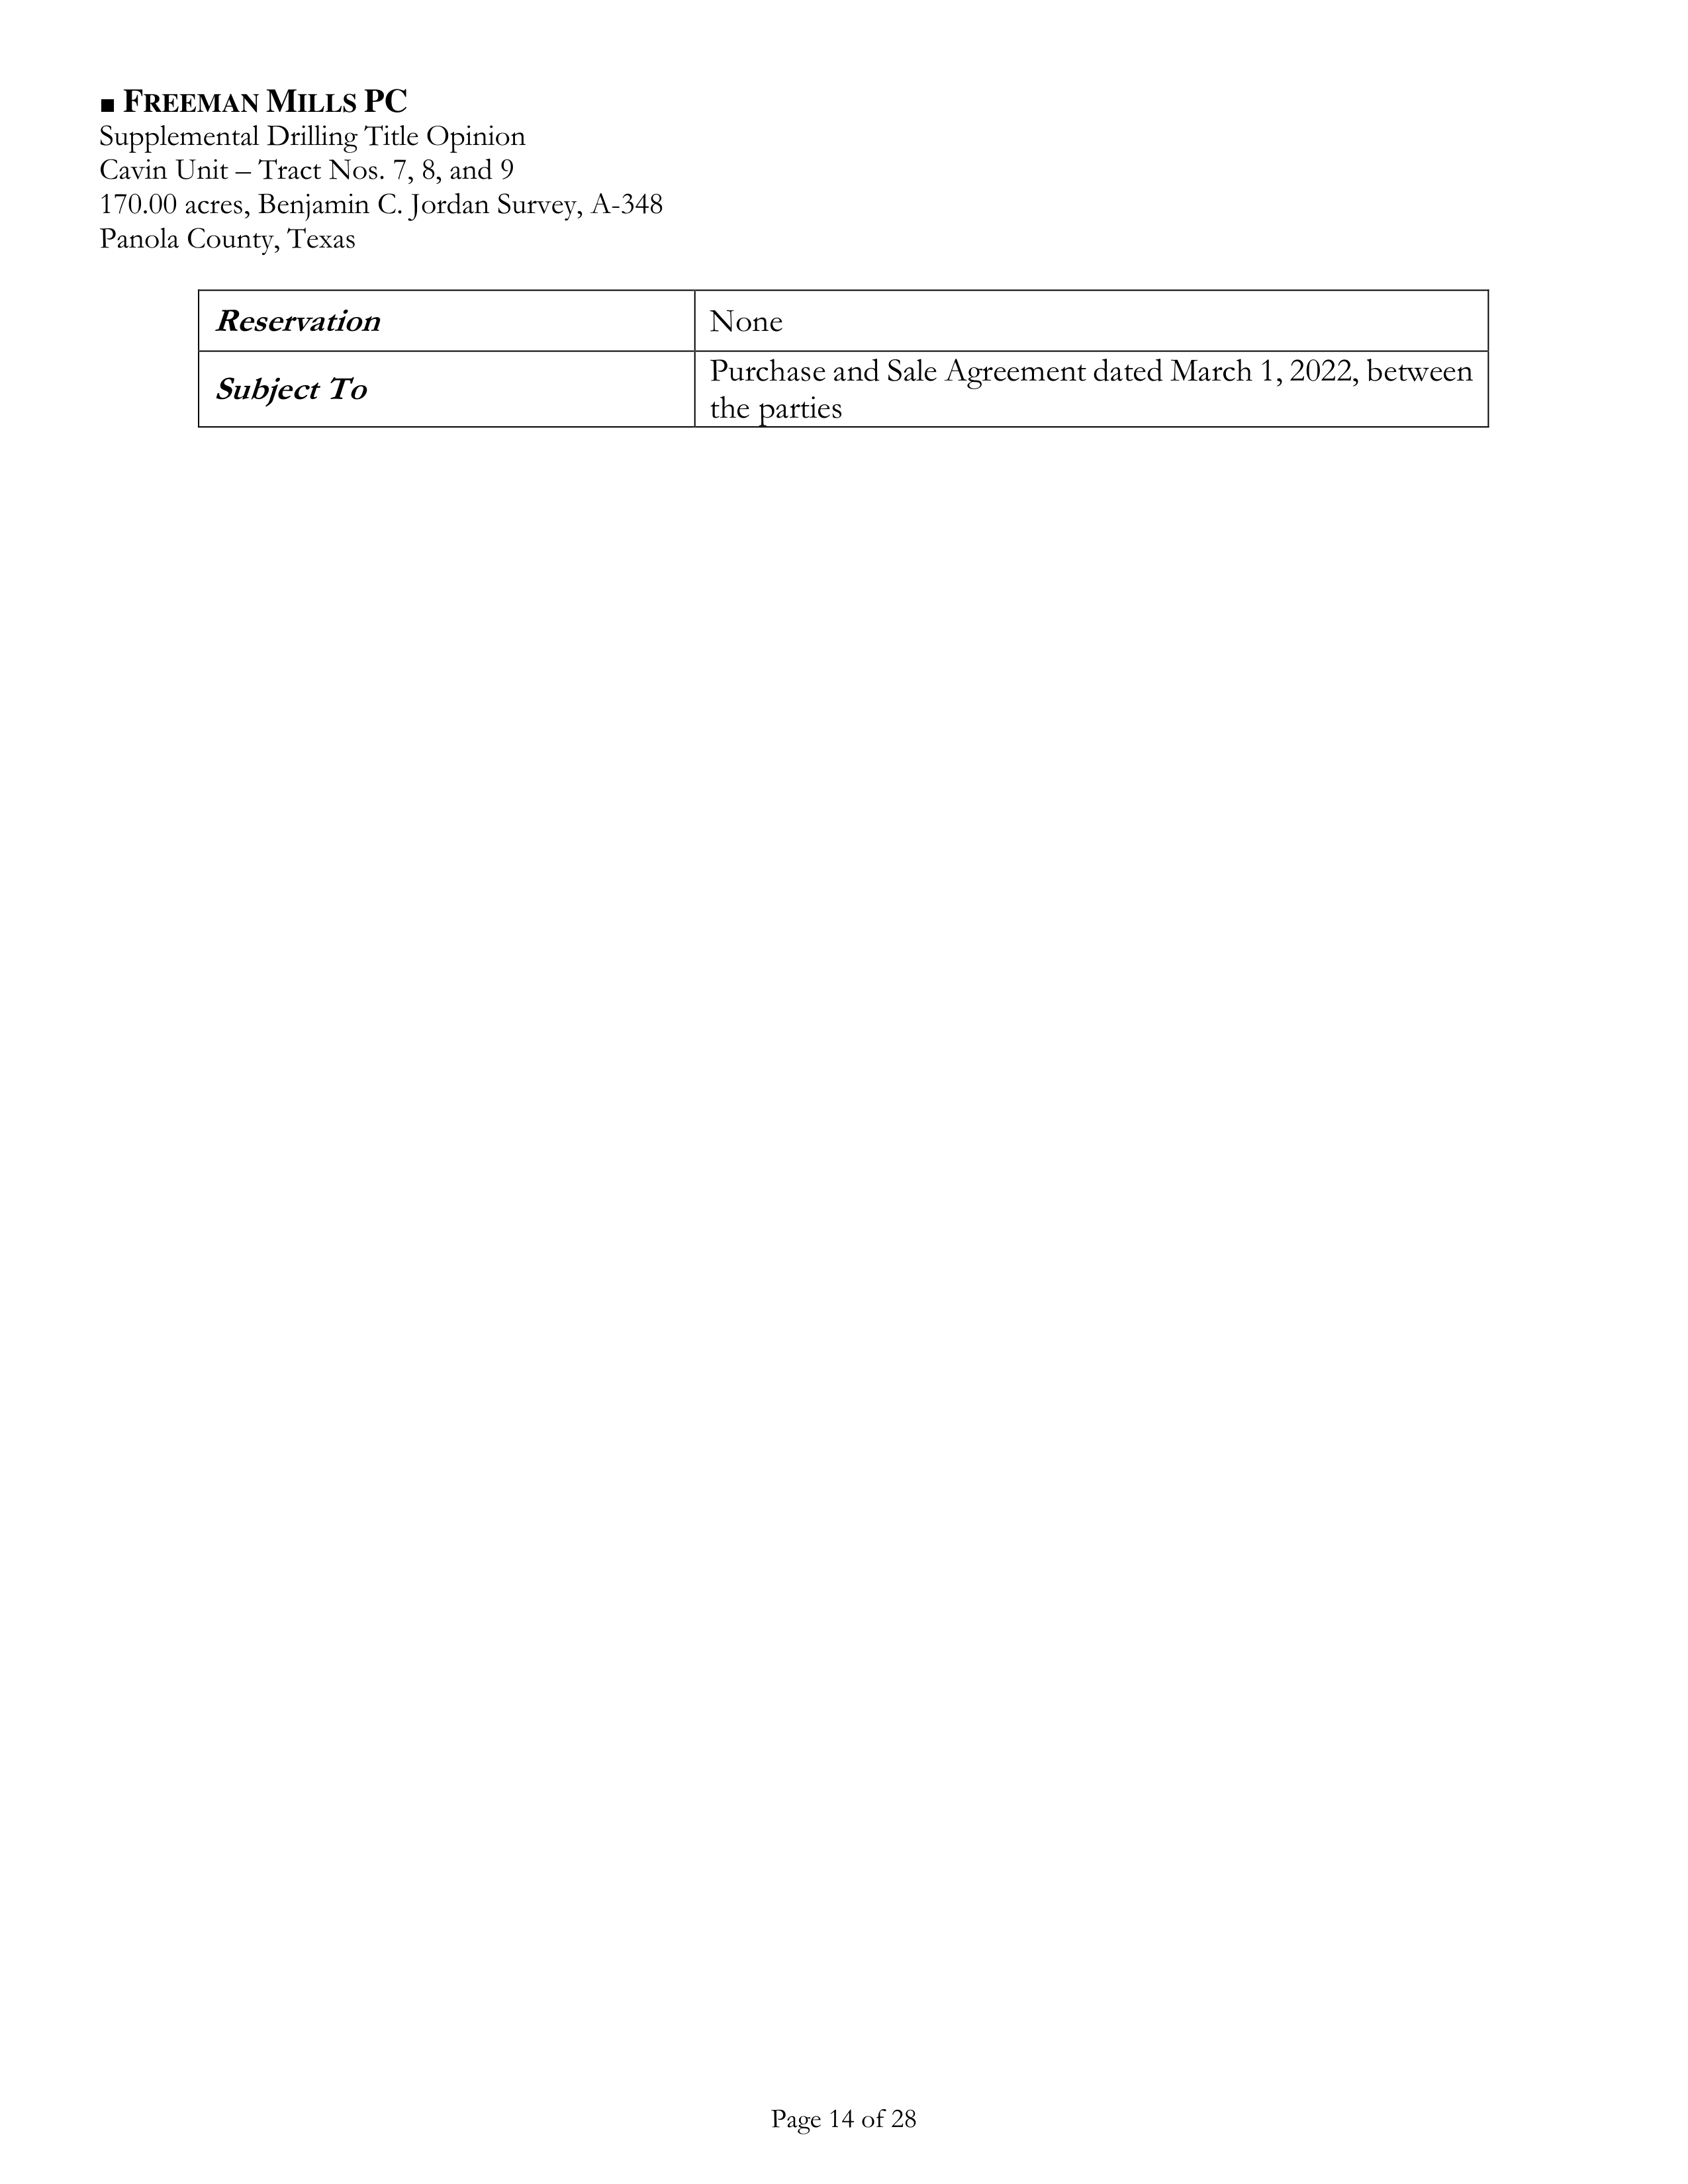 ■ FREEMAN MILLS PC
Supplemental Drilling Title Opinion
Cavin Unit – Tract Nos. 7, 8, and 9
170.00 acres, Benjamin C. Jordan Survey, A-348
Panola County, Texas
Reservation
None
Subject To
Purchase and Sale Agreement dated March 1, 2022, between
the parties
Page 14 of 28